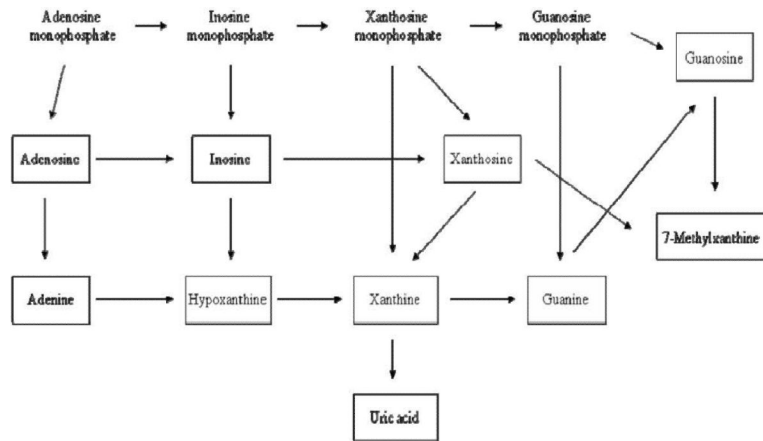 Adenosine
monophosphate
Inosine
monophosphate
Xanthosine
monophosphate
Guanosine
monophosphate
Guanosine
Adenosine
Inosine
Xanthosine
7-Methylxanthine
Adenine
Hypoxanthine
Xanthine
Guanine
Uric acid